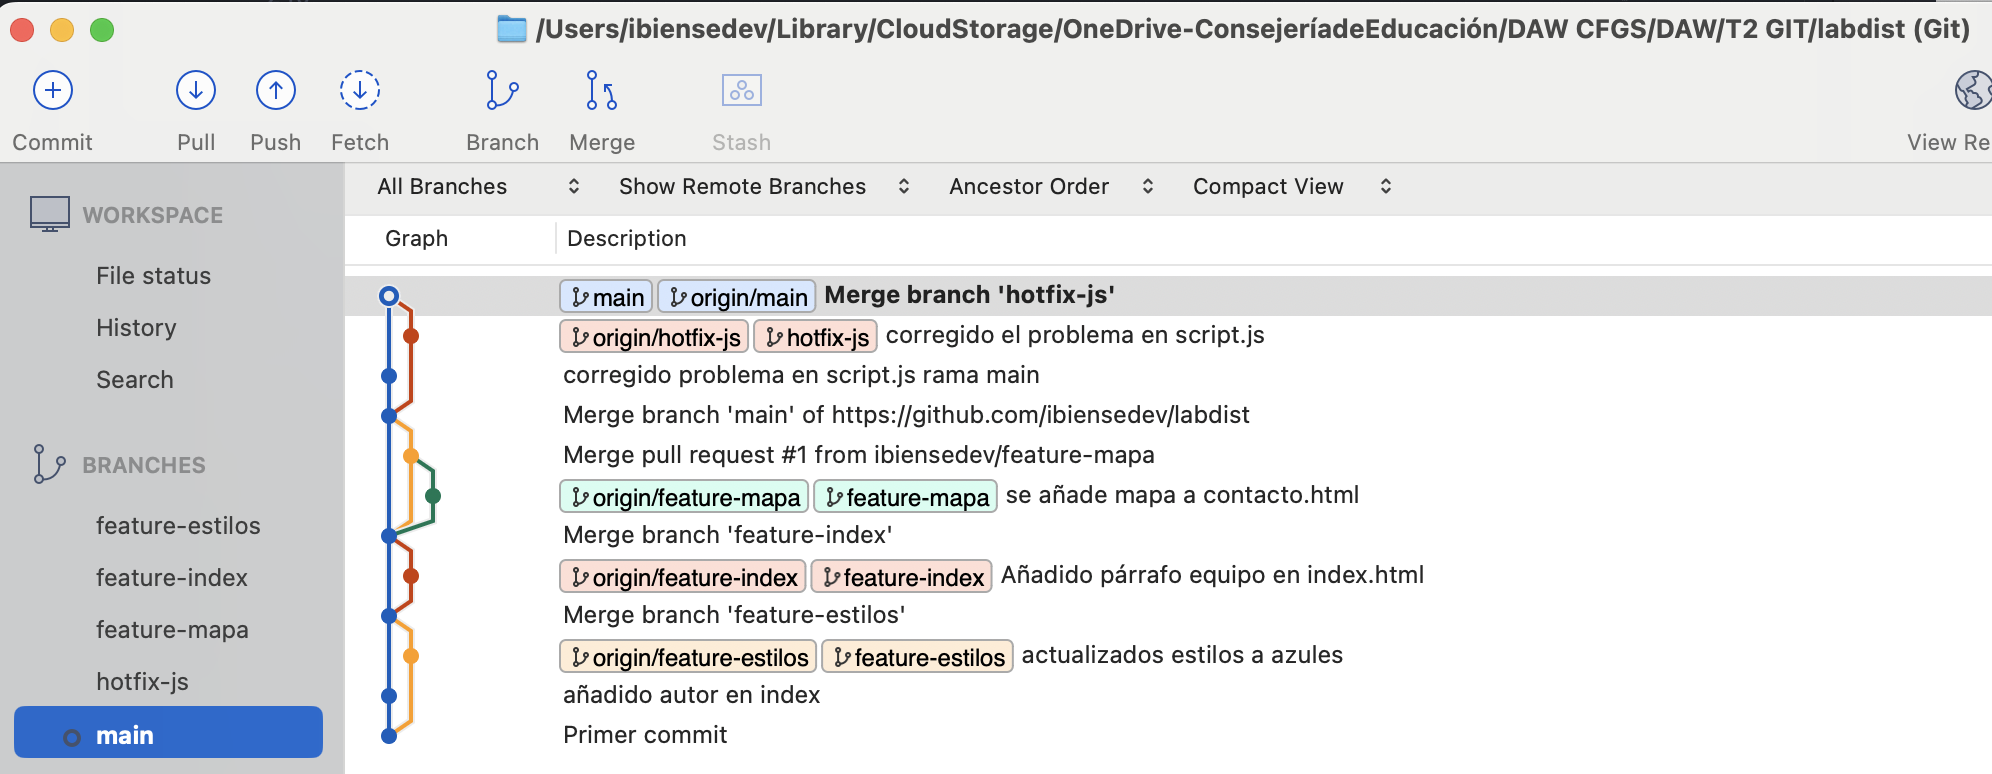 /Users/ibiensedev/Library/CloudStorage/OneDrive-ConsejeríadeEducación/DAW CFGS/DAW/T2 GIT/labdist (Git)
Commit Pull Push Fetch Branch Merge Stash View Re
WORKSPACE
File status
History
Search
BRANCHES
feature-estilos
feature-index
feature-mapa
hotfix-js
main
All Branches Show Remote Branches Ancestor Order Compact View
Graph Description
main origin/main Merge branch 'hotfix-js'
origin/hotfix-js hotfix-js corregido el problema en script.js
corregido problema en script.js rama main
Merge branch 'main' of https://github.com/ibiensedev/labdist
Merge pull request #1 from ibiensedev/feature-mapa
origin/feature-mapa feature-mapa se añade mapa a contacto.html
Merge branch 'feature-index'
origin/feature-index feature-index Añadido párrafo equipo en index.html
Merge branch 'feature-estilos'
origin/feature-estilos feature-estilos actualizados estilos a azules
añadido autor en index
Primer commit